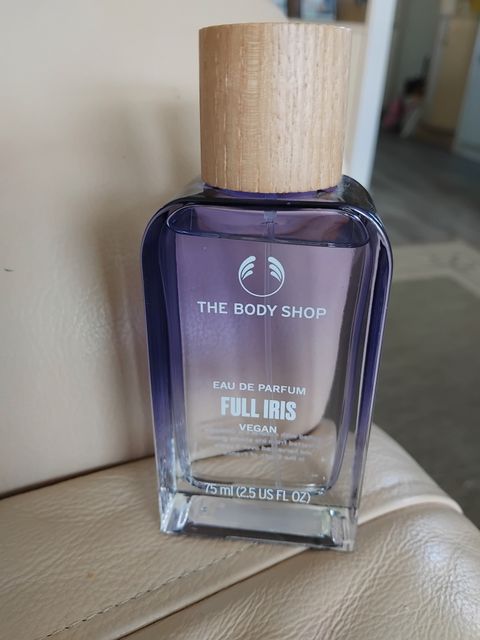 THE BODY SHOP
EAU DE PARFUM
FULL IRIS
VEGAN
75 ml (2.5 US FL OZ)